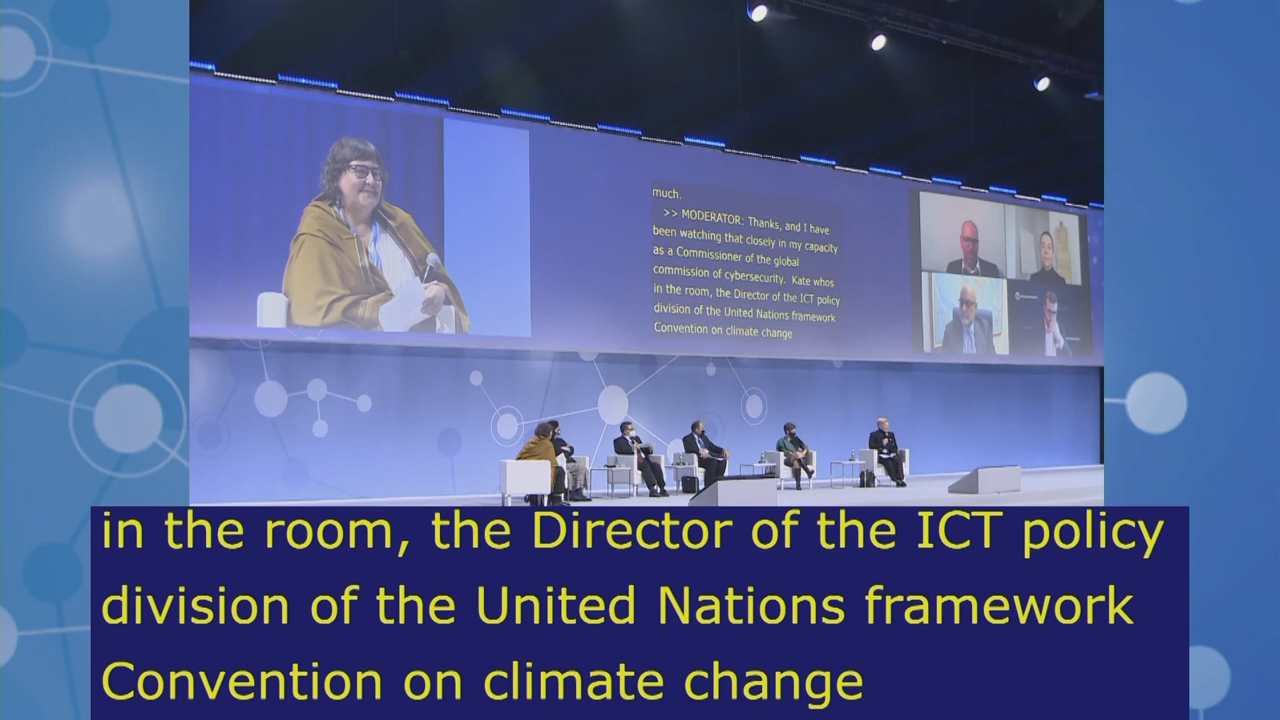 much.
>> MODERATOR: Thanks, and I have
been watching that closely in my capacity
as a Commissioner of the global
commission of cybersecurity. Kate whos
in the room, the Director of the ICT policy
division of the United Nations framework
Convention on climate change
in the room, the Director of the ICT policy
division of the United Nations framework
Convention on climate change